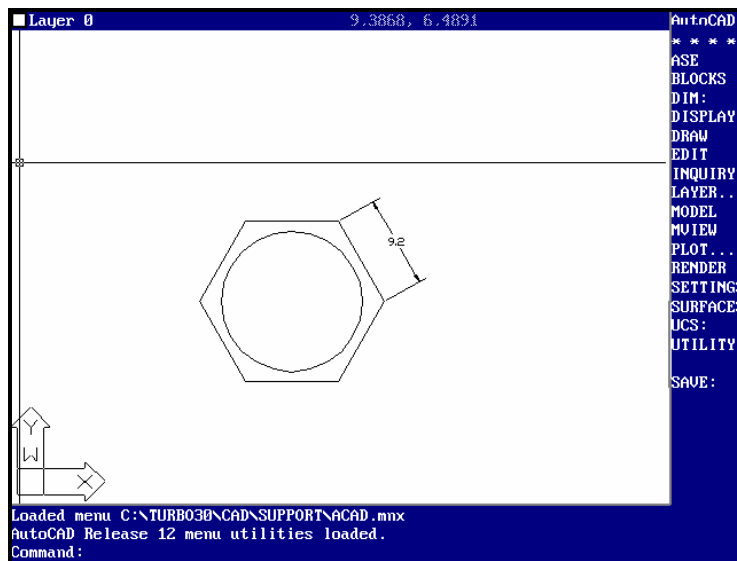 Layer 0 9.3868, 6.4891
AutoCAD
* * * *
ASE
BLOCKS
DIM:
DISPLAY
DRAW
EDIT
INQUIRY
LAYER..
MODEL
MVIEW
PLOT...
RENDER
SETTINGS
SURFACES
UCS:
UTILITY
SAVE:
9.2
Y
W
X
Loaded menu C:\TURBO30\CAD\SUPPORT\ACAD.mnx
AutoCAD Release 12 menu utilities loaded.
Command: